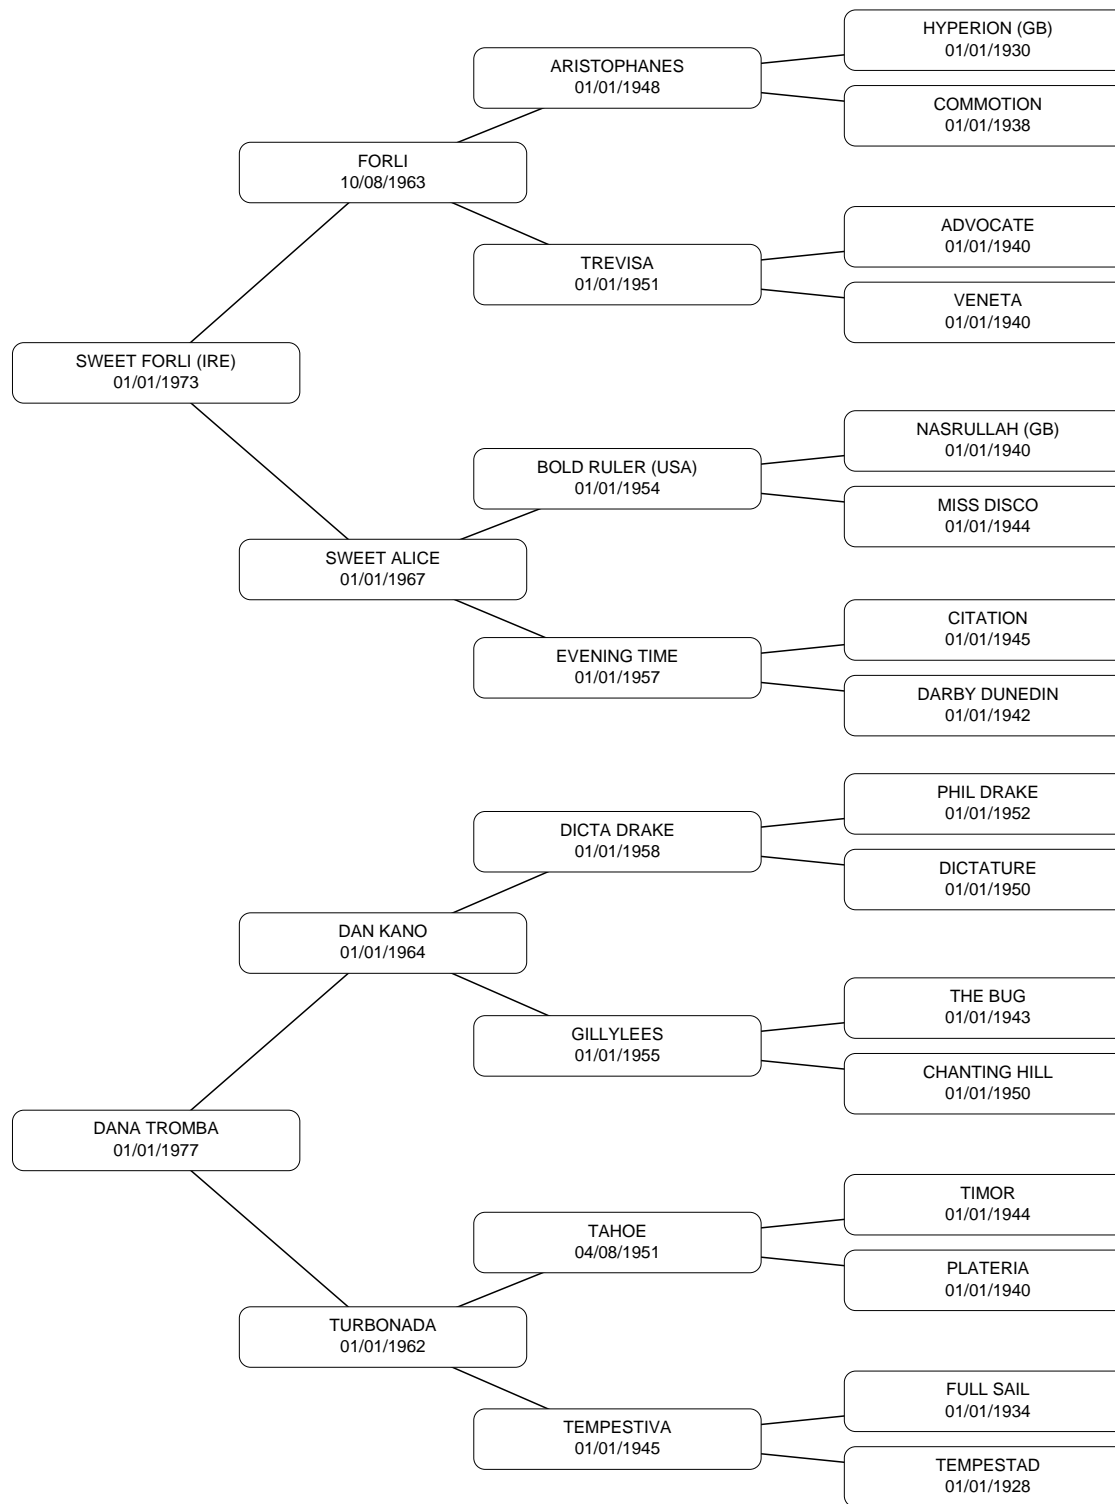 HYPERION (GB)
01/01/1930
ARISTOPHANES
01/01/1948
COMMOTION
01/01/1938
FORLI
10/08/1963
ADVOCATE
01/01/1940
TREVISA
01/01/1951
VENETA
01/01/1940
SWEET FORLI (IRE)
01/01/1973
NASRULLAH (GB)
01/01/1940
BOLD RULER (USA)
01/01/1954
MISS DISCO
01/01/1944
SWEET ALICE
01/01/1967
CITATION
01/01/1945
EVENING TIME
01/01/1957
DARBY DUNEDIN
01/01/1942
PHIL DRAKE
01/01/1952
DICTA DRAKE
01/01/1958
DICTATURE
01/01/1950
DAN KANO
01/01/1964
THE BUG
01/01/1943
GILLYLEES
01/01/1955
CHANTING HILL
01/01/1950
DANA TROMBA
01/01/1977
TIMOR
01/01/1944
TAHOE
04/08/1951
PLATERIA
01/01/1940
TURBONADA
01/01/1962
FULL SAIL
01/01/1934
TEMPESTIVA
01/01/1945
TEMPESTAD
01/01/1928